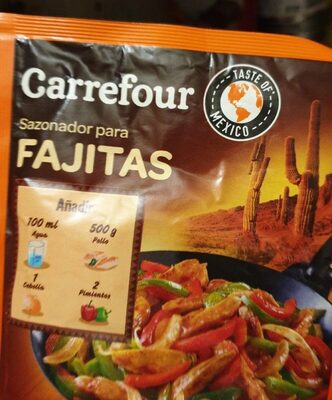 Carrefour
TASTE OF
MEXICO
Sazonador para
FAJITAS
Añadir
100 ml
Agua
500 g
Pollo
1
Cebolla
2
Pimientos